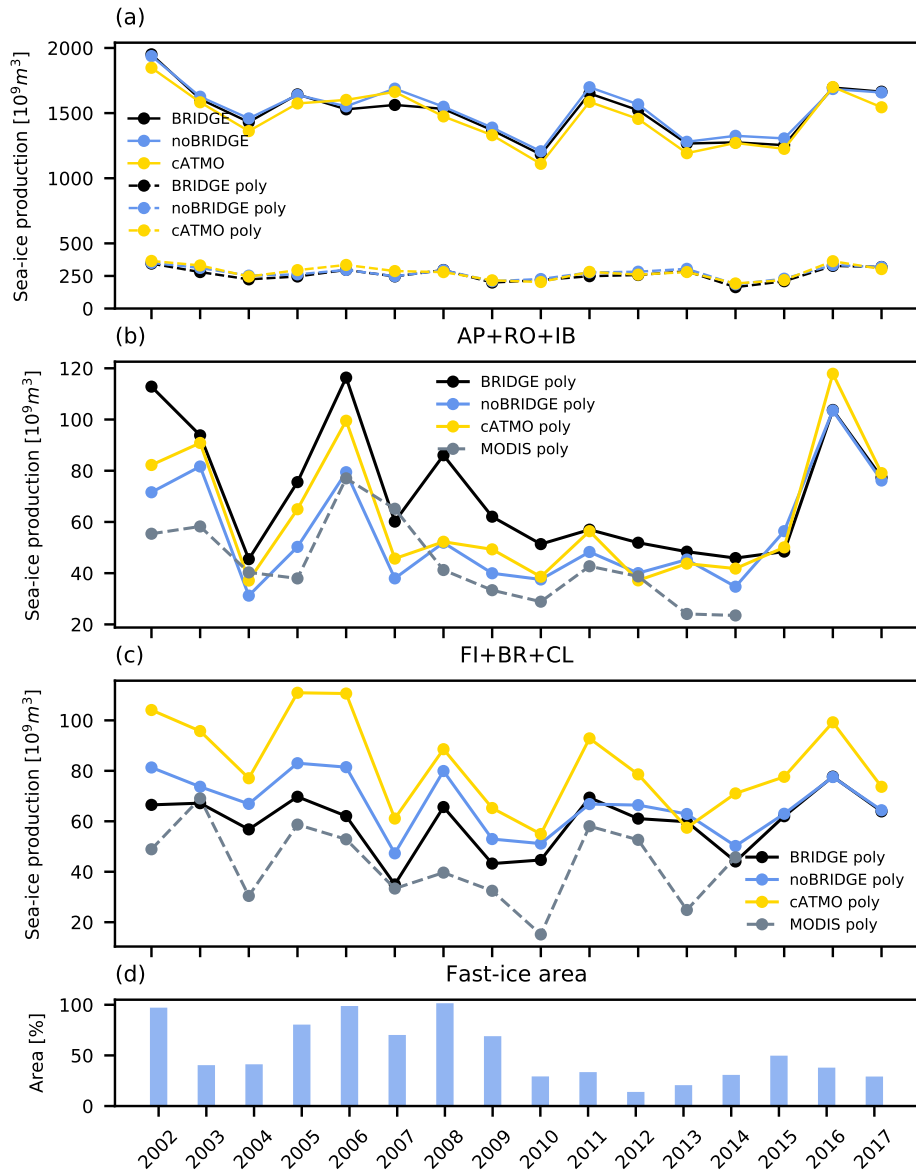 (a)
Sea-ice production [10⁹m³]
2000
1500
1000
500
250
0
BRIDGE
noBRIDGE
cATMO
BRIDGE poly
noBRIDGE poly
cATMO poly
(b)
AP+RO+IB
Sea-ice production [10⁹m³]
120
100
80
60
40
20
BRIDGE poly
noBRIDGE poly
cATMO poly
MODIS poly
(c)
FI+BR+CL
Sea-ice production [10⁹m³]
100
80
60
40
20
BRIDGE poly
noBRIDGE poly
cATMO poly
MODIS poly
(d)
Fast-ice area
Area [%]
100
50
0
2002
2003
2004
2005
2006
2007
2008
2009
2010
2011
2012
2013
2014
2015
2016
2017